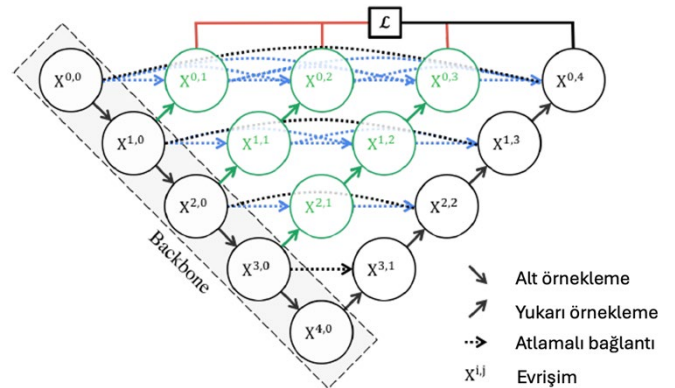 ℒ
X^0,0 X^0,1 X^0,2 X^0,3 X^0,4
X^1,0 X^1,1 X^1,2 X^1,3
X^2,0 X^2,1 X^2,2
X^3,0 X^3,1
X^4,0
Backbone
Alt örnekleme
Yukarı örnekleme
Atlamalı bağlantı
X^i,j Evrişim